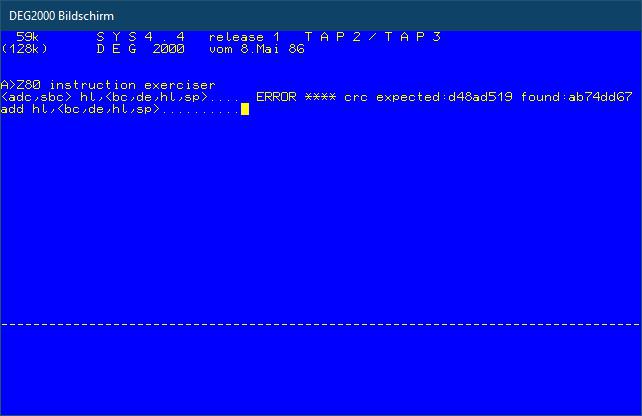 DEG2000 Bildschirm
59k S Y S 4 . 4 release 1 T A P 2 / T A P 3
(128k) D E G 2000 vom 8.Mai 86
A>Z80 instruction exerciser
<adc,sbc> hl,<bc,de,hl,sp>..... ERROR **** crc expected:d48ad519 found:ab74dd67
add hl,<bc,de,hl,sp>..........
--------------------------------------------------------------------------------